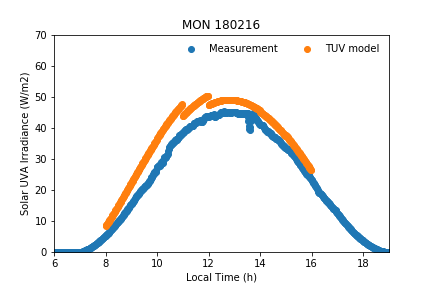 MON 180216
Measurement
TUV model
70
60
50
40
30
20
10
0
Solar UVA Irradiance (W/m2)
6 8 10 12 14 16 18
Local Time (h)